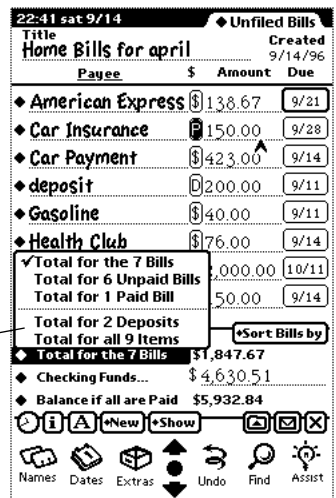 22:41 sat 9/14 ◆ Unfiled Bills
Title Created
Home Bills for april 9/14/96
Payee $ Amount Due
◆ American Express $ 138.67 9/21
◆ Car Insurance P 150.00 9/28
◆ Car Payment $ 423.00 9/14
◆ deposit D 200.00 9/11
◆ Gasoline $ 40.00 9/11
◆ Health Club $ 76.00 9/14
✓Total for the 7 Bills
Total for 6 Unpaid Bills ,000.00 10/11
Total for 1 Paid Bill 50.00 9/14
Total for 2 Deposits
Total for all 9 Items ◆Sort Bills by
◆ Total for the 7 Bills $1,847.67
◆ Checking Funds... $ 4,630.51
◆ Balance if all are Paid $5,932.84
i A ◆New ◆Show X
Names Dates Extras Undo Find Assist